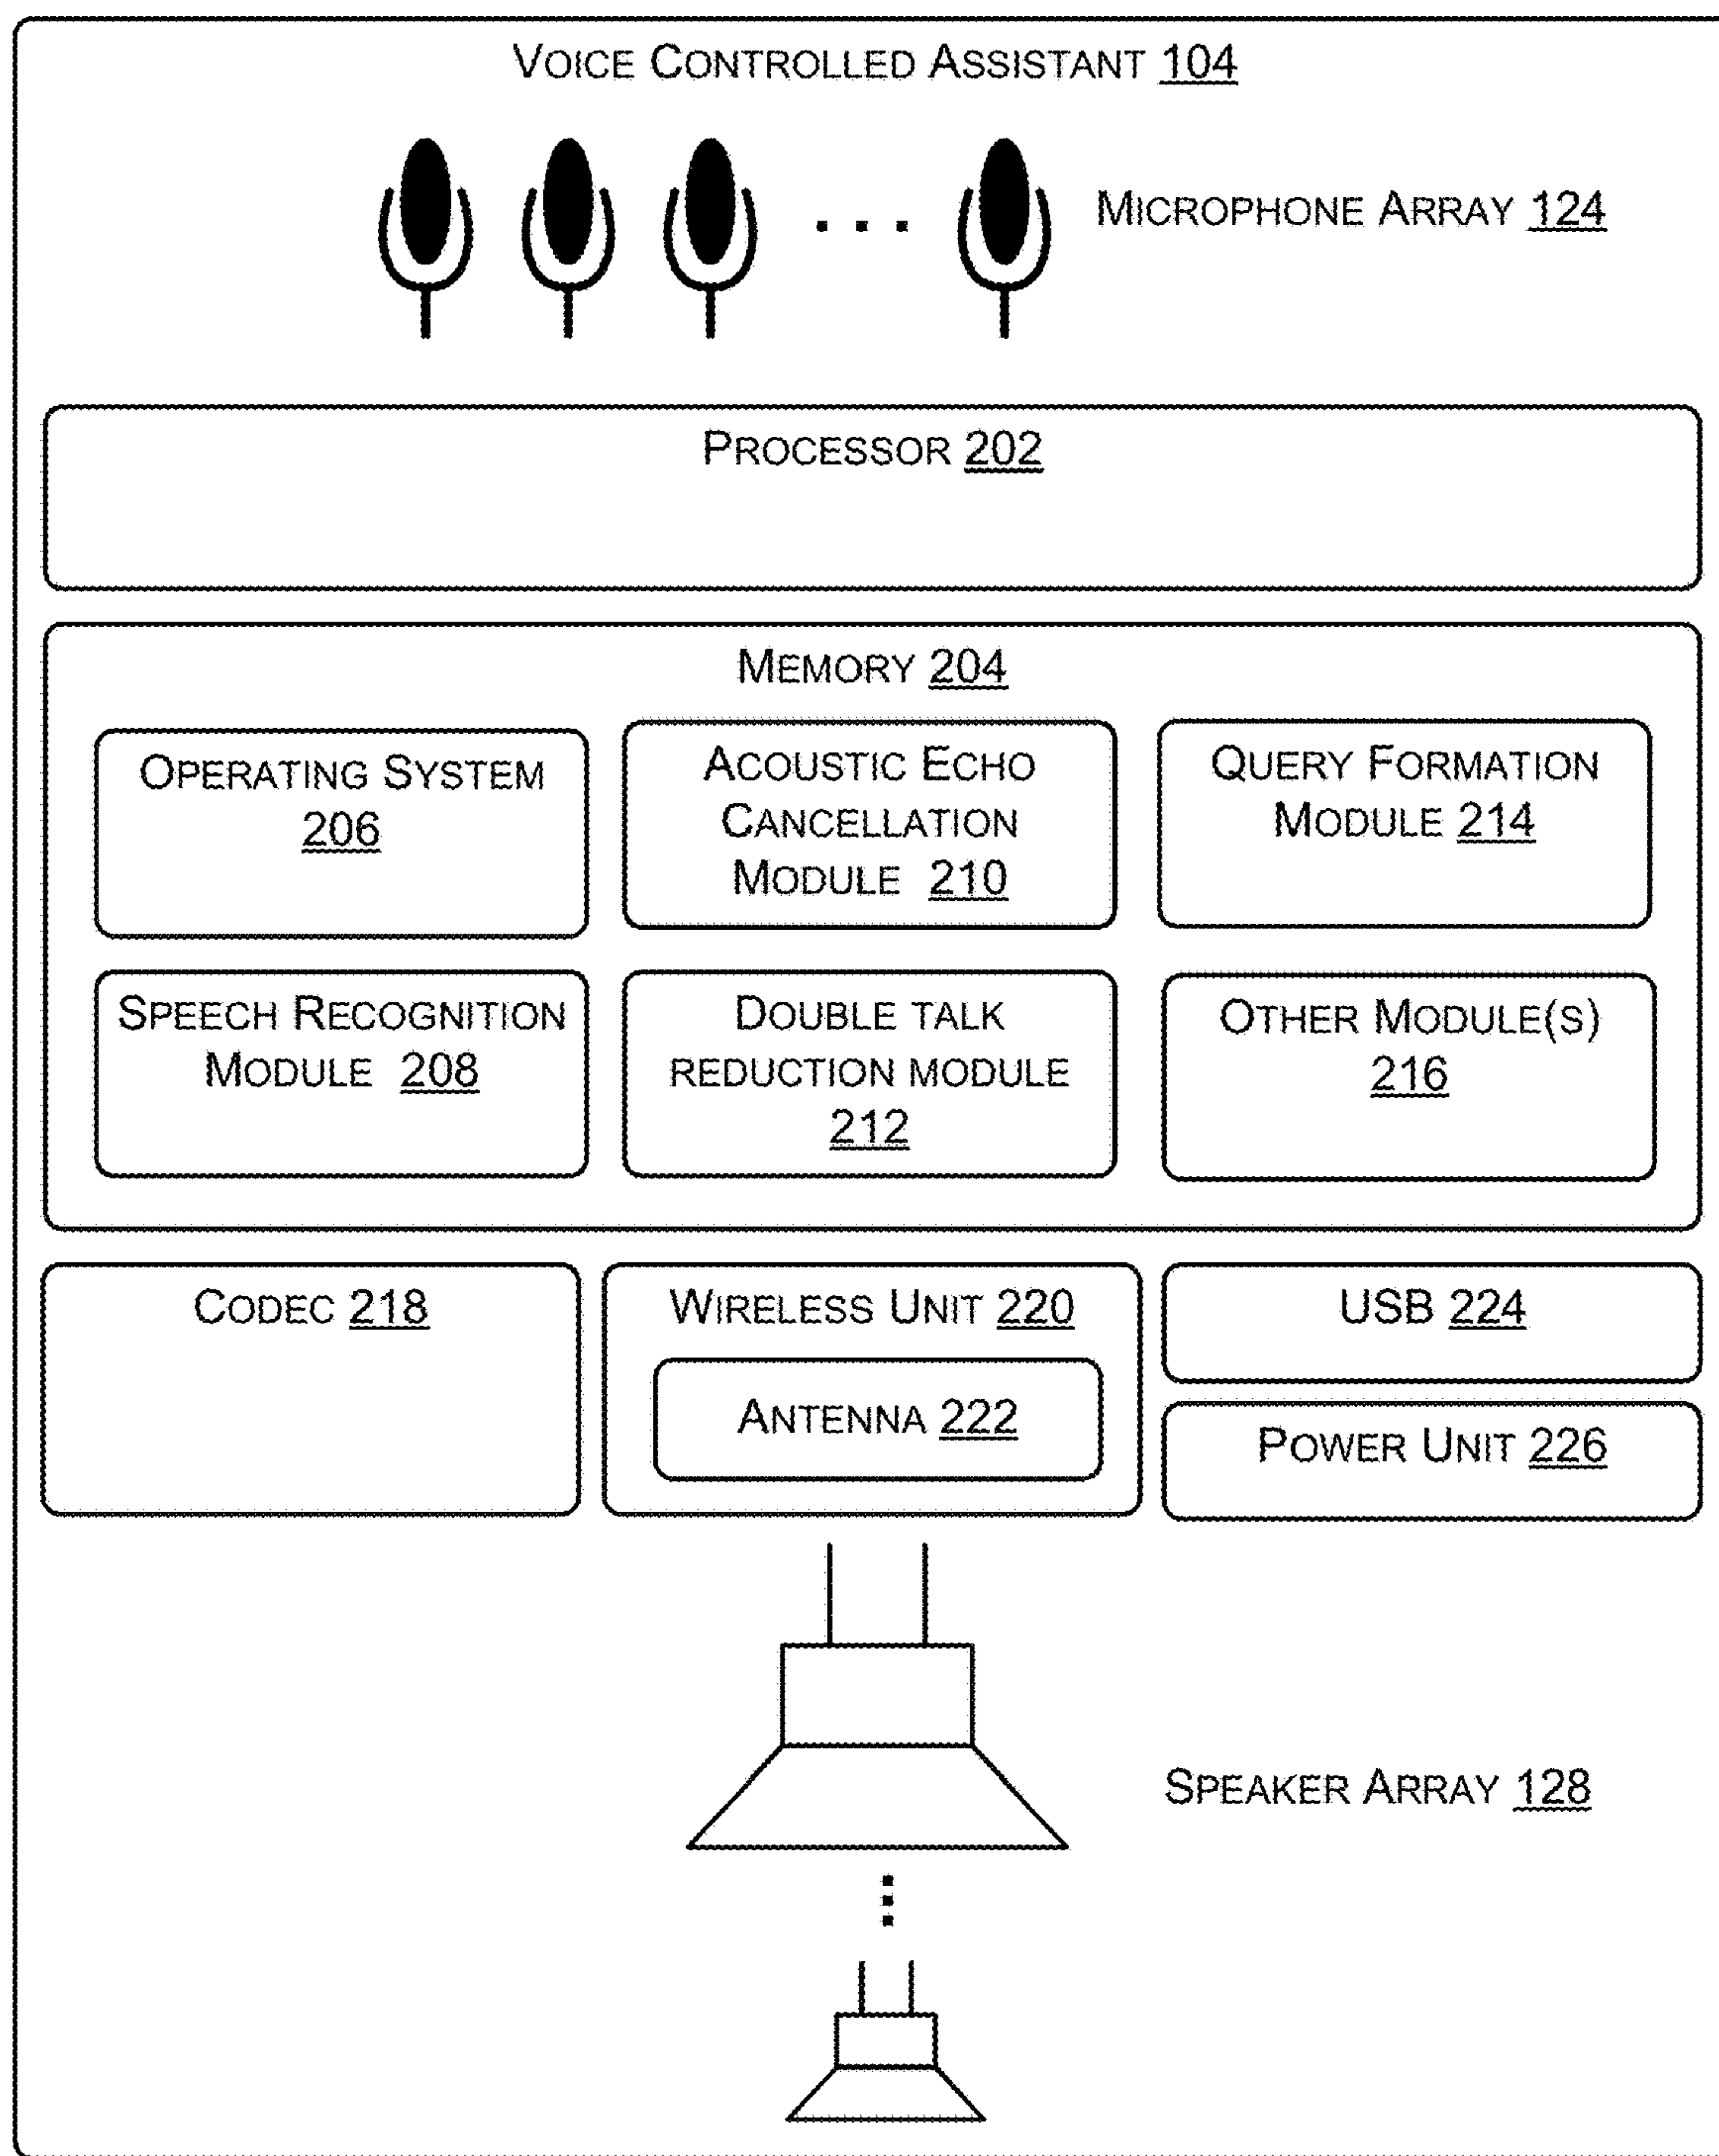 VOICE CONTROLLED ASSISTANT 104
MICROPHONE ARRAY 124
PROCESSOR 202
MEMORY 204
OPERATING SYSTEM
206
ACOUSTIC ECHO
CANCELLATION
MODULE 210
QUERY FORMATION
MODULE 214
SPEECH RECOGNITION
MODULE 208
DOUBLE TALK
REDUCTION MODULE
212
OTHER MODULE(S)
216
CODEC 218
WIRELESS UNIT 220
ANTENNA 222
USB 224
POWER UNIT 226
SPEAKER ARRAY 128